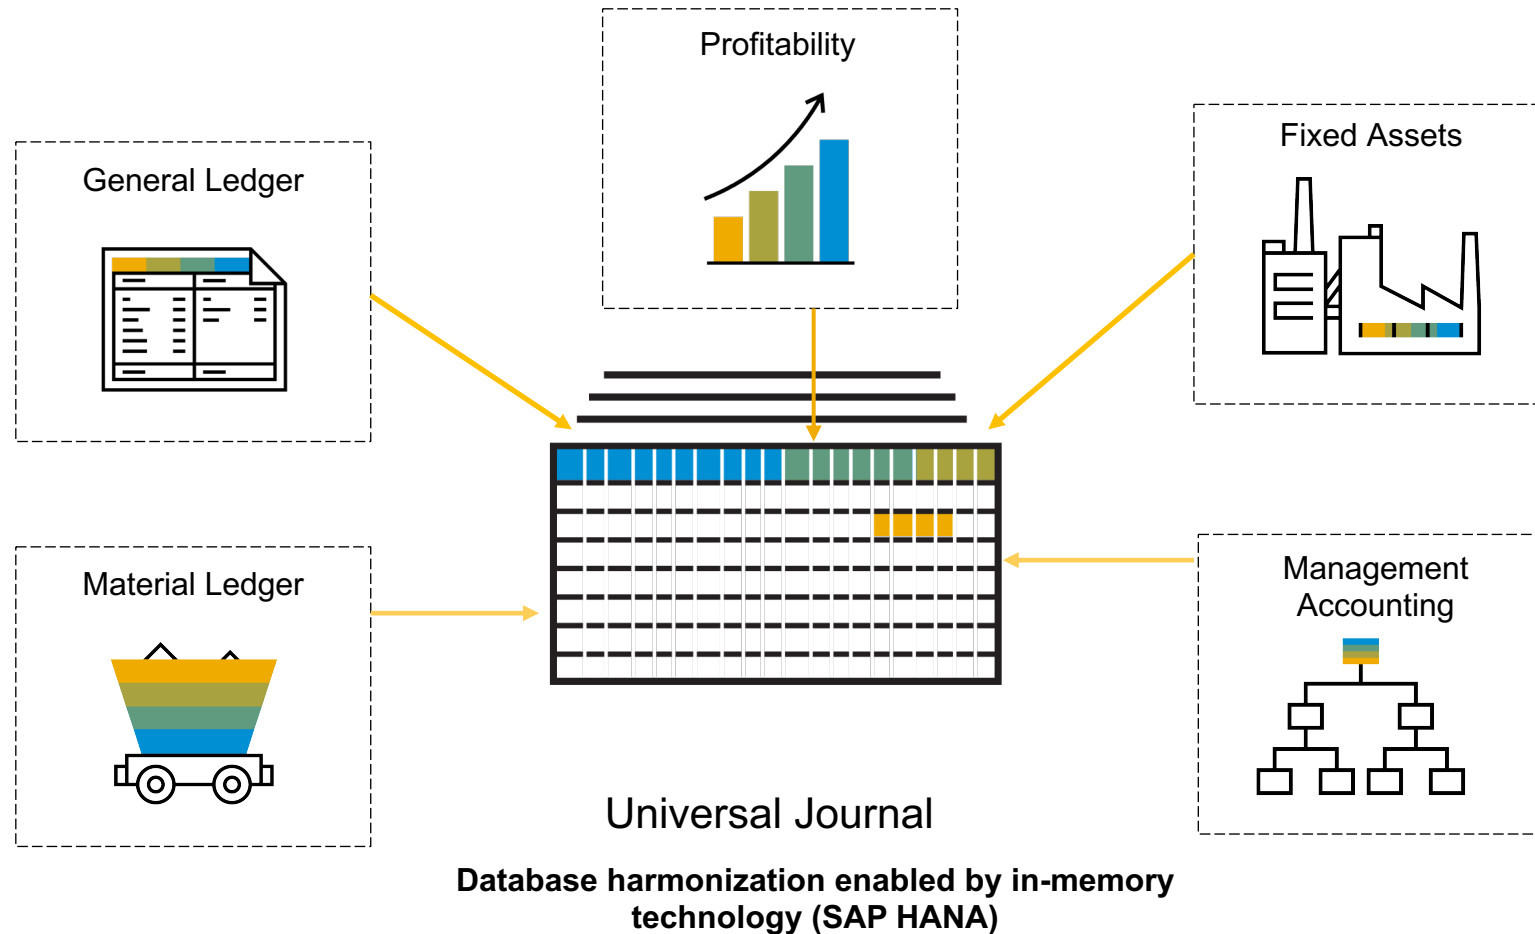 Profitability
General Ledger
Fixed Assets
Material Ledger
Management
Accounting
Universal Journal
Database harmonization enabled by in-memory
technology (SAP HANA)